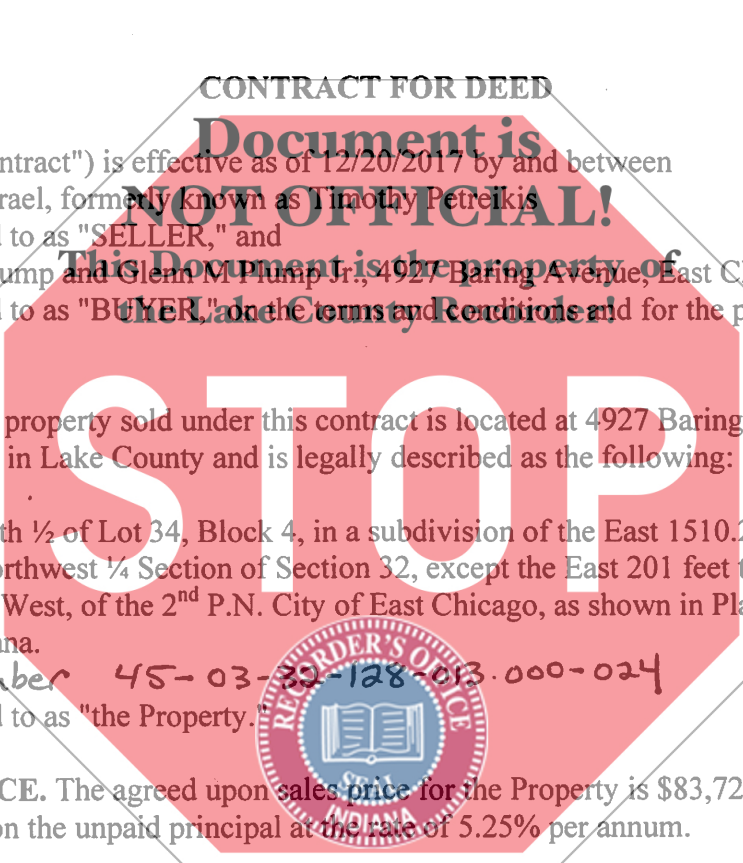 CONTRACT FOR DEED
Document is
ntract") is effective as of 12/20/2017 by and between
rael, formerly known as Timothy Petreikis
NOT OFFICIAL!
d to as "SELLER," and
This Document is the property of
ump and Glenn M Plump Jr., 4927 Baring Avenue, East C
the Lake County Recorder!
d to as "BUYER," on the terms and conditions and for the p
STOP
property sold under this contract is located at 4927 Baring
in Lake County and is legally described as the following:
th ½ of Lot 34, Block 4, in a subdivision of the East 1510.2
orthwest ¼ Section of Section 32, except the East 201 feet t
West, of the 2nd P.N. City of East Chicago, as shown in Pla
ana.
mber 45-03-32-128-013.000-024
d to as "the Property."
RECORDER'S OFFICE
SEAL
INDIANA
CE. The agreed upon sales price for the Property is $83,72
on the unpaid principal at the rate of 5.25% per annum.